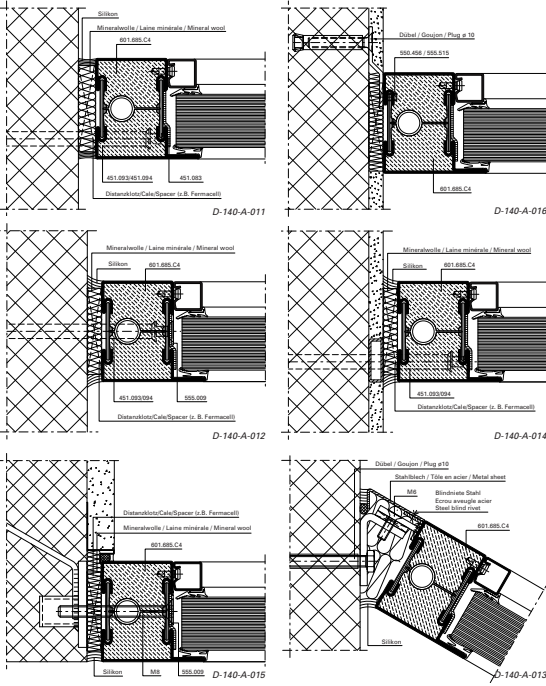 Silikon
Mineralwolle / Laine minérale / Mineral wool
601.685.C4
451.093/451.094
451.083
Distanzklotz/Cale/Spacer (z.B. Fermacell)
D-140-A-011
Dübel / Goujon / Plug ø 10
550.456 / 555.515
601.685.C4
D-140-A-016
Mineralwolle / Laine minérale / Mineral wool
Silikon
601.685.C4
451.093/094
555.009
Distanzklotz/Cale/Spacer (z. B. Fermacell)
D-140-A-012
Mineralwolle / Laine minérale / Mineral wool
Silikon
601.685.C4
451.093/094
Distanzklotz/Cale/Spacer (z. B. Fermacell)
D-140-A-014
Distanzklotz/Cale/Spacer (z.B. Fermacell)
Mineralwolle / Laine minérale / Mineral wool
601.685.C4
Silikon
M8
555.009
D-140-A-015
Dübel / Goujon / Plug ø10
Stahlblech / Tôle en acier / Metal sheet
M6
Blindniete Stahl
Ecrou aveugle acier
Steel blind rivet
601.685.C4
Silikon
D-140-A-013